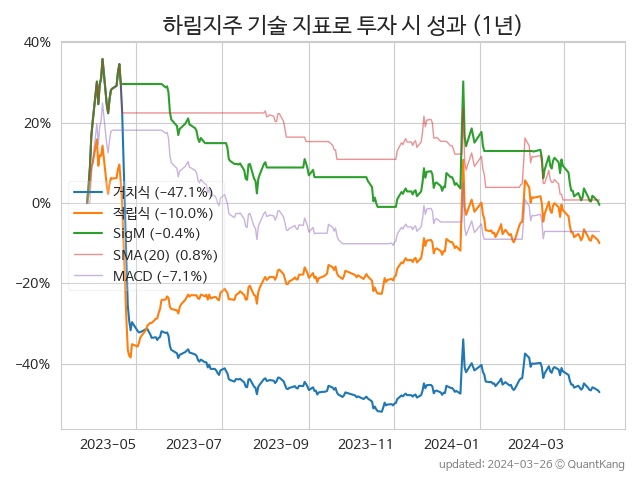 하림지주 기술 지표로 투자 시 성과 (1년)
40%
20%
0%
−20%
−40%
거치식 (−47.1%)
적립식 (−10.0%)
SigM (−0.4%)
SMA(20) (0.8%)
MACD (−7.1%)
2023−05 2023−07 2023−09 2023−11 2024−01 2024−03
updated: 2024−03−26 ⓒ QuantKang